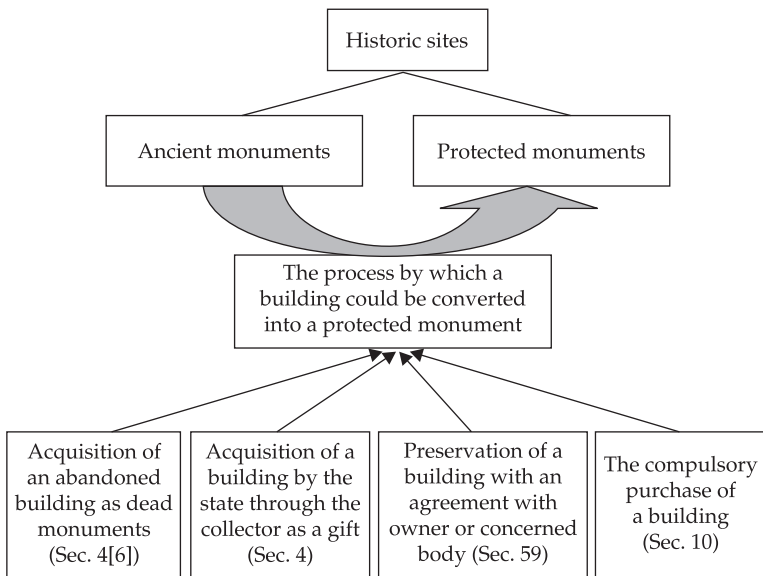 Historic sites
Ancient monuments
Protected monuments
The process by which a
building could be converted
into a protected monument
Acquisition of
an abandoned
building as dead
monuments
(Sec. 4[6])
Acquisition of a
building by the
state through the
collector as a gift
(Sec. 4)
Preservation of a
building with an
agreement with
owner or concerned
body (Sec. 59)
The compulsory
purchase of
a building
(Sec. 10)